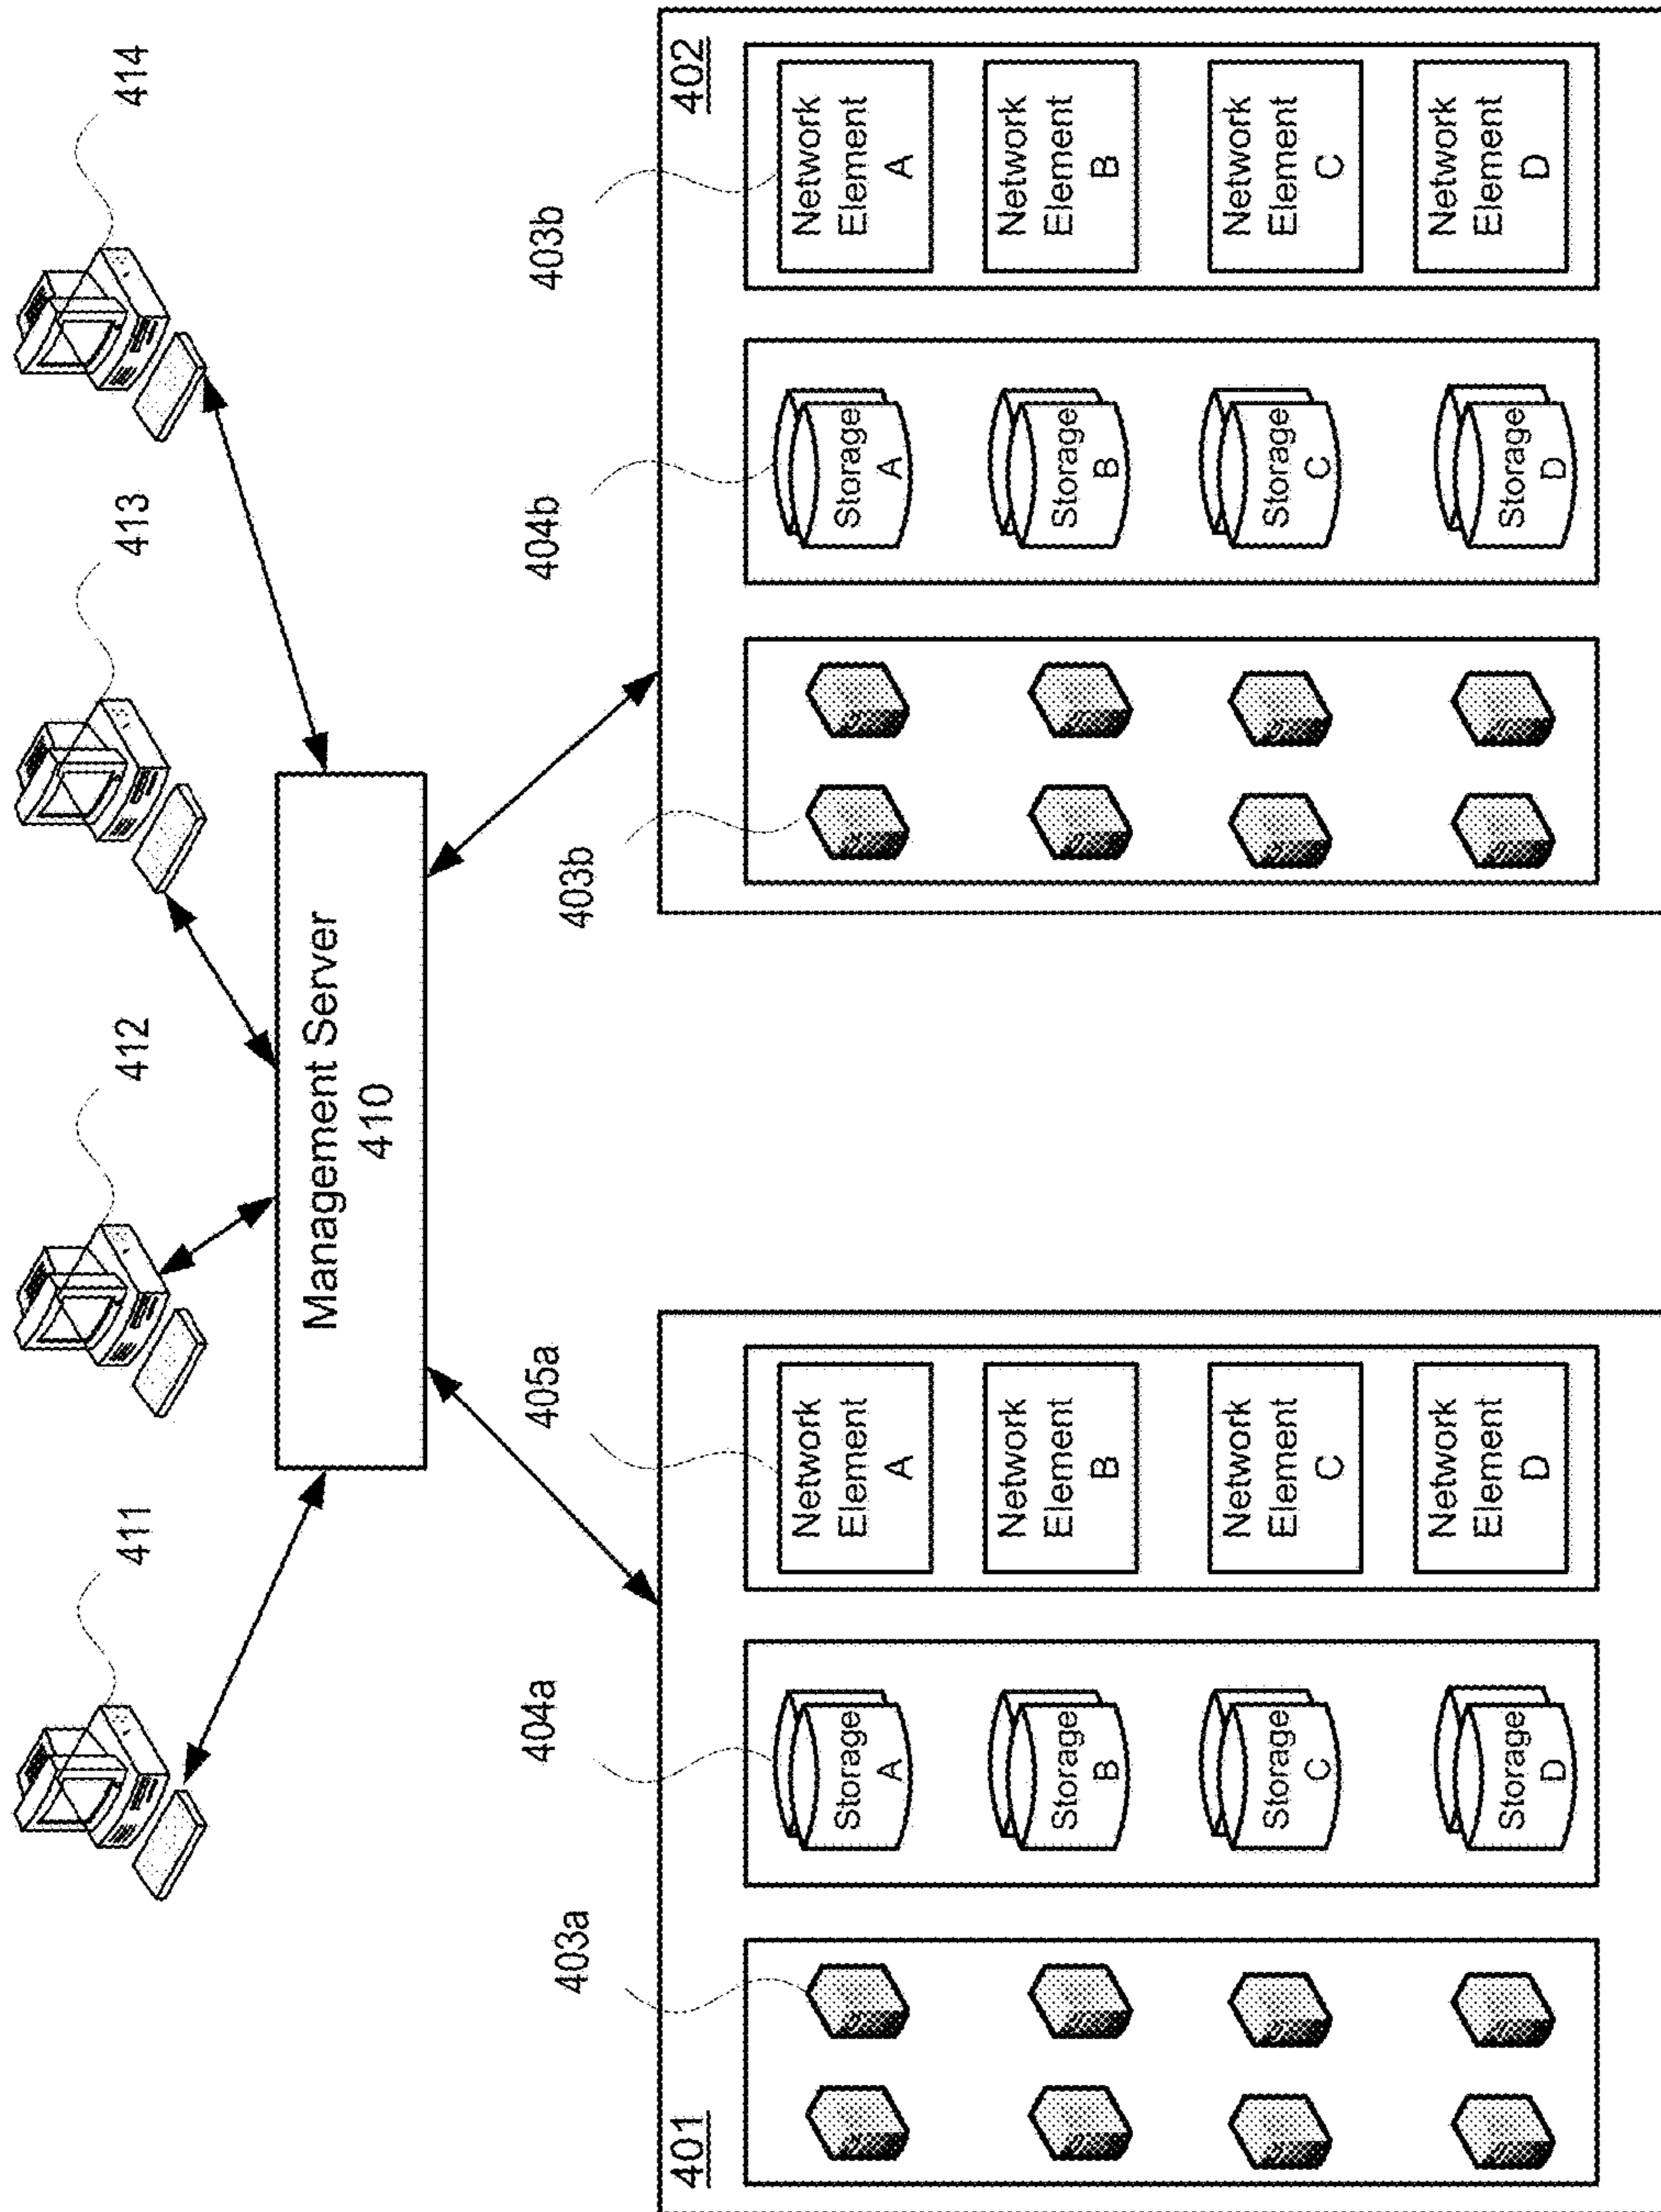 411
412
413
414
Management Server
410
401
403a
404a
405a
Storage
A
Storage
B
Storage
C
Storage
D
Network
Element
A
Network
Element
B
Network
Element
C
Network
Element
D
402
403b
404b
403b
Storage
A
Storage
B
Storage
C
Storage
D
Network
Element
A
Network
Element
B
Network
Element
C
Network
Element
D